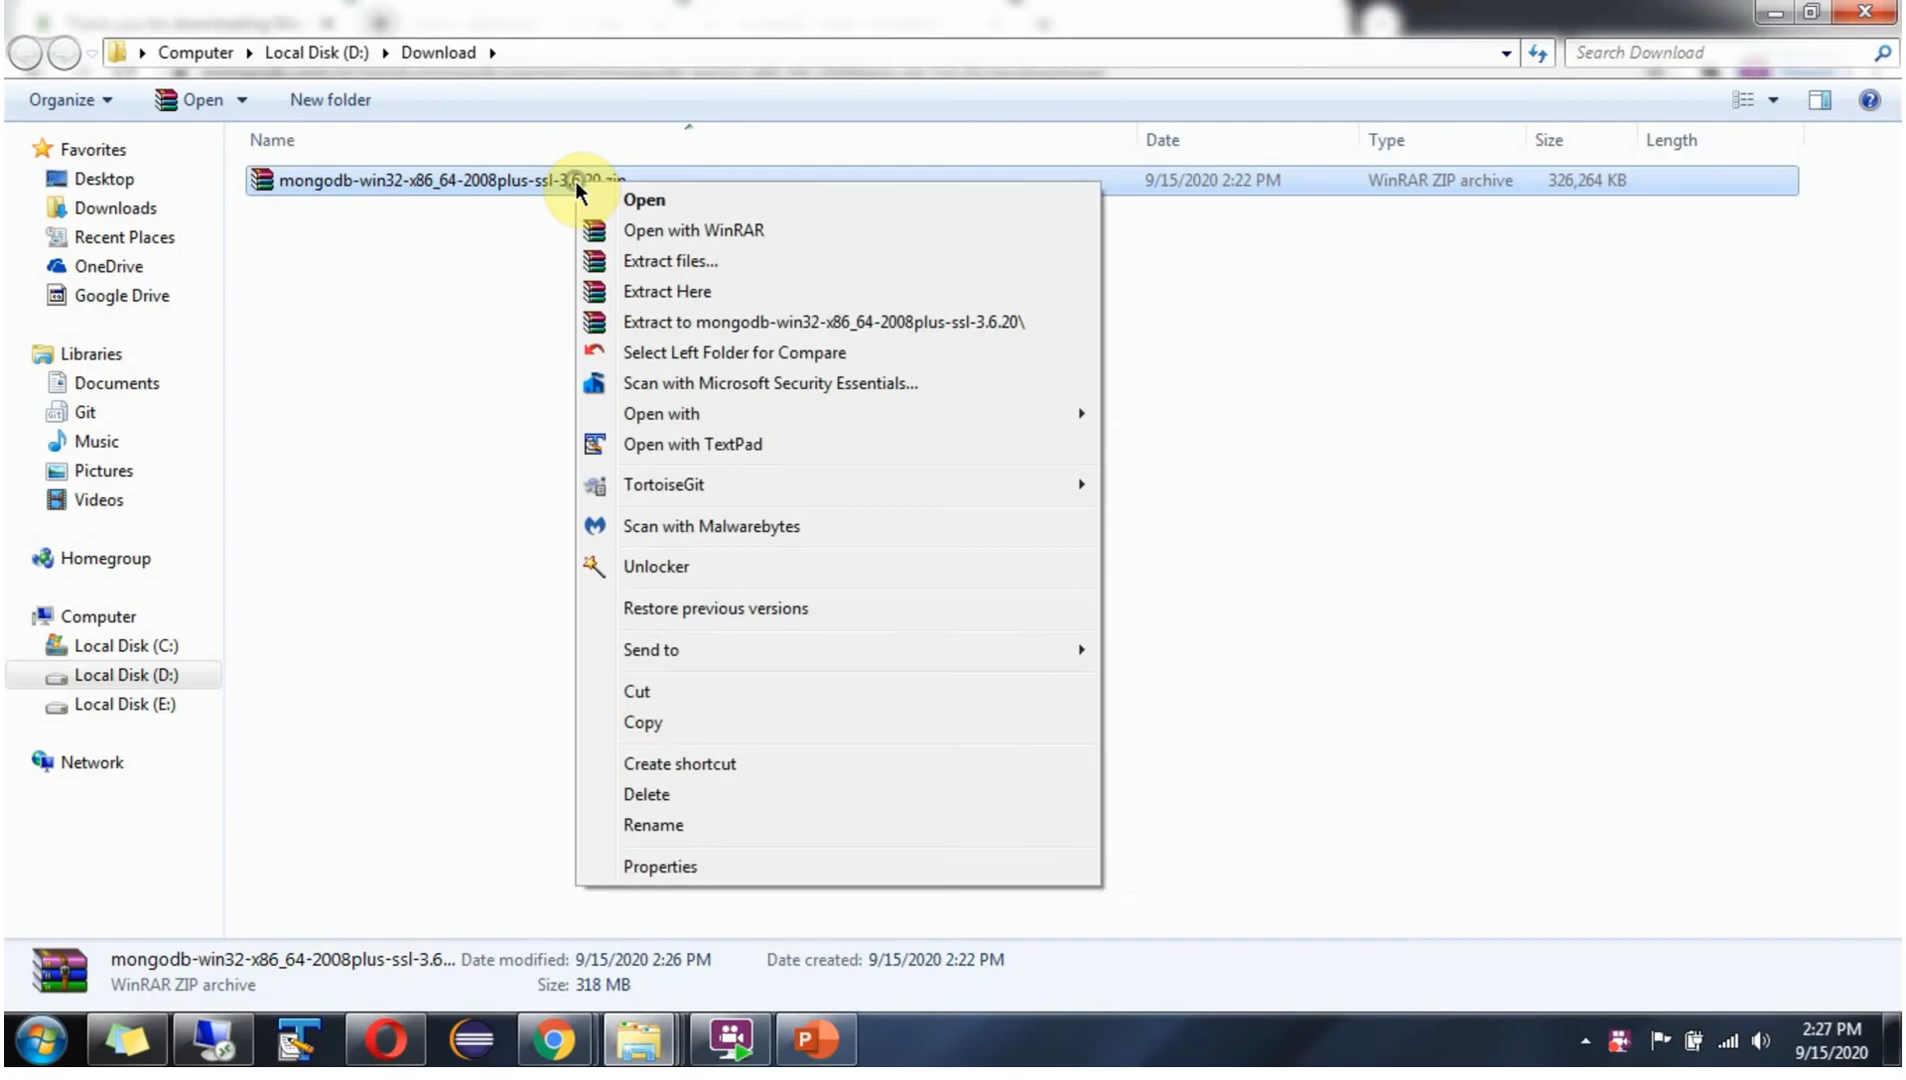 Computer Local Disk (D:) Download
Search Download
Organize Open New folder
Name Date Type Size Length
mongodb-win32-x86_64-2008plus-ssl-3.6.20.zip 9/15/2020 2:22 PM WinRAR ZIP archive 326,264 KB
Favorites
Desktop
Downloads
Recent Places
OneDrive
Google Drive
Libraries
Documents
Git
Music
Pictures
Videos
Homegroup
Computer
Local Disk (C:)
Local Disk (D:)
Local Disk (E:)
Network
Open
Open with WinRAR
Extract files...
Extract Here
Extract to mongodb-win32-x86_64-2008plus-ssl-3.6.20\
Select Left Folder for Compare
Scan with Microsoft Security Essentials...
Open with
Open with TextPad
TortoiseGit
Scan with Malwarebytes
Unlocker
Restore previous versions
Send to
Cut
Copy
Create shortcut
Delete
Rename
Properties
mongodb-win32-x86_64-2008plus-ssl-3.6... Date modified: 9/15/2020 2:26 PM Date created: 9/15/2020 2:22 PM
WinRAR ZIP archive Size: 318 MB
2:27 PM
9/15/2020